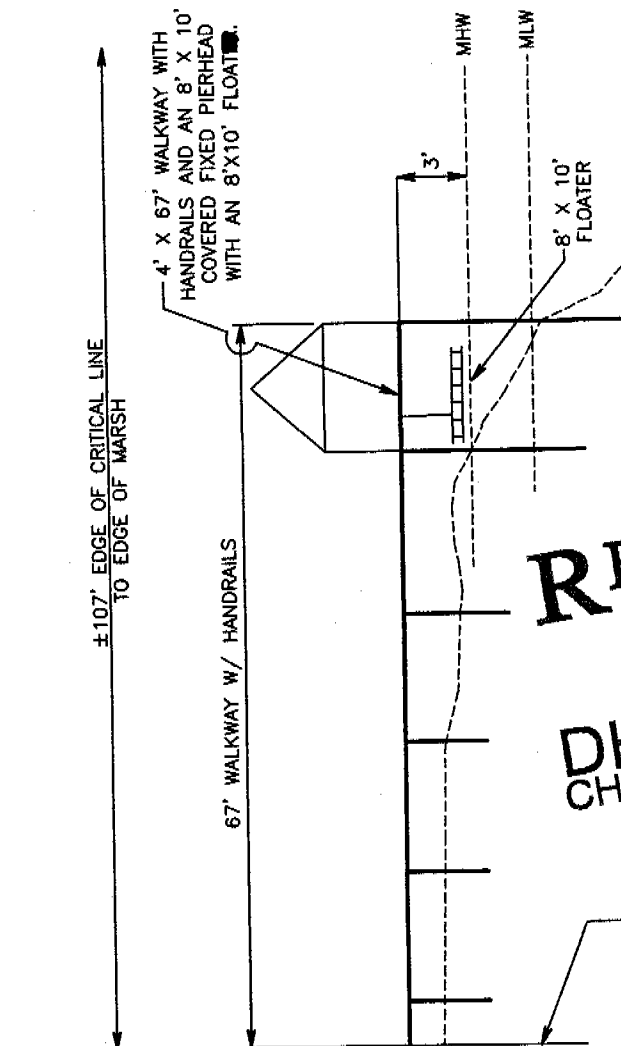 4' X 67' WALKWAY WITH
HANDRAILS AND AN 8' X 10'
COVERED FIXED PIERHEAD
WITH AN 8'X10'
MHW
MLW
3'
8' X 10'
FLOATER
±107' EDGE OF CRITICAL LINE
TO EDGE OF MARSH
67' WALKWAY W/ HANDRAILS
CH